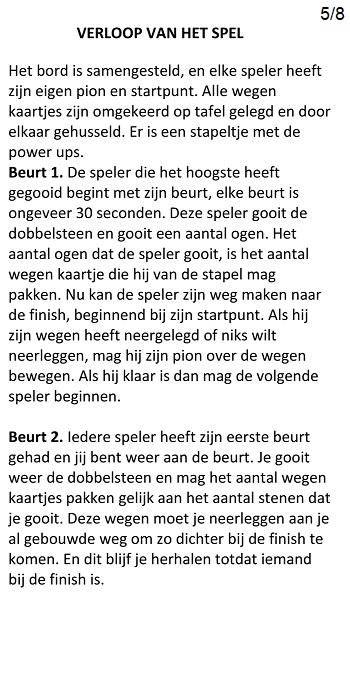 5/8
VERLOOP VAN HET SPEL
Het bord is samengesteld, en elke speler heeft
zijn eigen pion en startpunt. Alle wegen
kaartjes zijn omgekeerd op tafel gelegd en door
elkaar gehusseld. Er is een stapeltje met de
power ups.
Beurt 1. De speler die het hoogste heeft
gegooid begint met zijn beurt, elke beurt is
ongeveer 30 seconden. Deze speler gooit de
dobbelsteen en gooit een aantal ogen. Het
aantal ogen dat de speler gooit, is het aantal
wegen kaartje die hij van de stapel mag
pakken. Nu kan de speler zijn weg maken naar
de finish, beginnend bij zijn startpunt. Als hij
zijn wegen heeft neergelegd of niks wilt
neerleggen, mag hij zijn pion over de wegen
bewegen. Als hij klaar is dan mag de volgende
speler beginnen.
Beurt 2. Iedere speler heeft zijn eerste beurt
gehad en jij bent weer aan de beurt. Je gooit
weer de dobbelsteen en mag het aantal wegen
kaartjes pakken gelijk aan het aantal stenen dat
je gooit. Deze wegen moet je neerleggen aan je
al gebouwde weg om zo dichter bij de finish te
komen. En dit blijf je herhalen totdat iemand
bij de finish is.